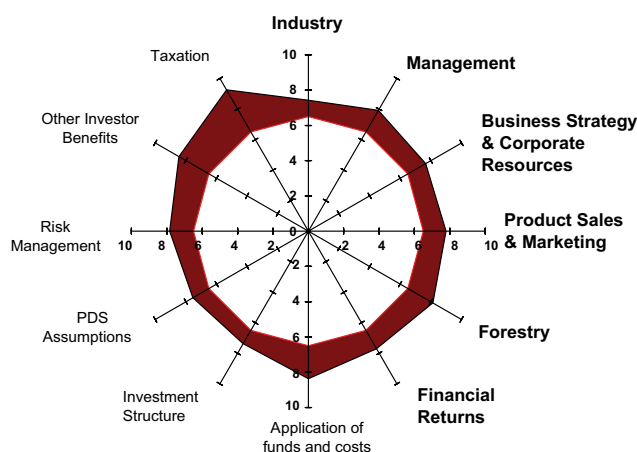 Industry
Taxation
Management
Other Investor
Benefits
Business Strategy
& Corporate
Resources
Risk
Management
Product Sales
& Marketing
PDS
Assumptions
Forestry
Investment
Structure
Financial
Returns
Application of
funds and costs
10
8
6
4
2
0
2
4
6
8
10
10 8 6 4 2
2 4 6 8 10